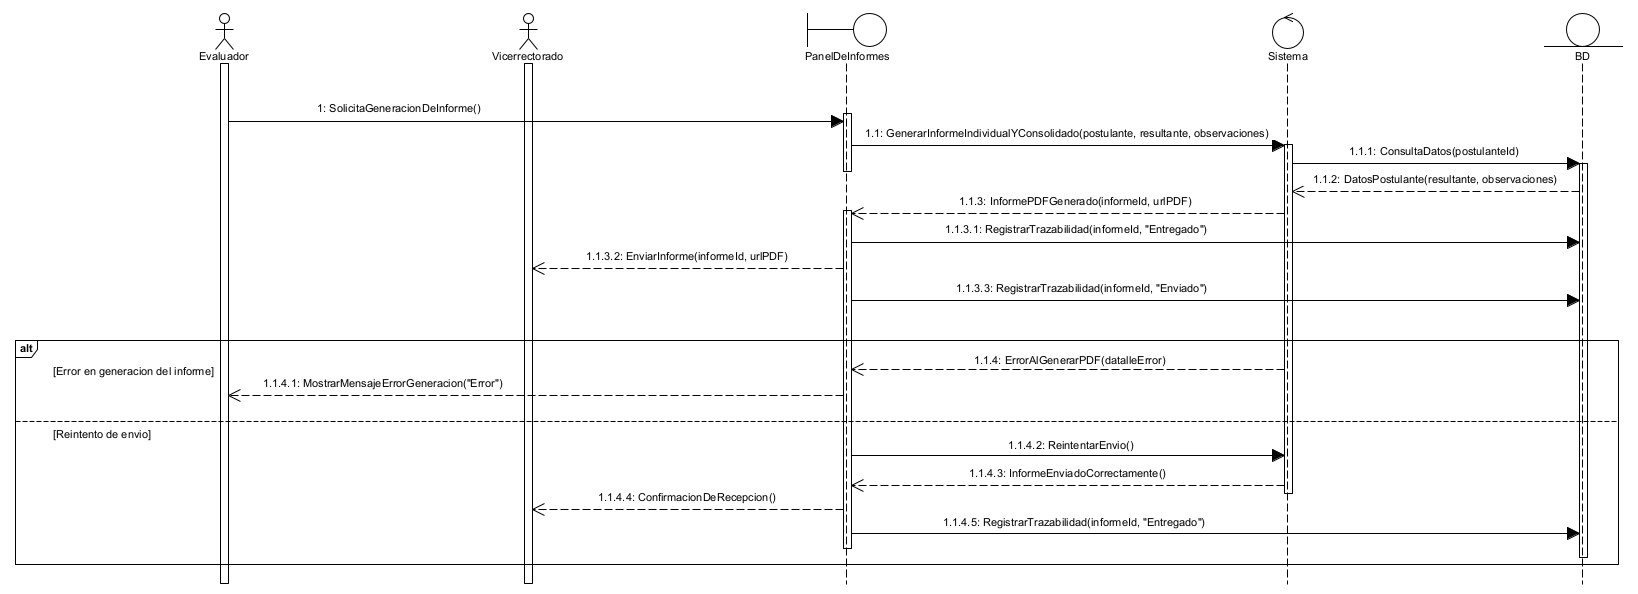 Evaluador
Vicerrectorado
PanelDeInformes
Sistema
BD
1: SolicitaGeneracionDeInforme()
1.1: GenerarInformeIndividualYConsolidado(postulante, resultante, observaciones)
1.1.1: ConsultaDatos(postulanteId)
1.1.2: DatosPostulante(resultante, observaciones)
1.1.3: InformePDFGenerado(informeId, urlPDF)
1.1.3.1: RegistrarTrazabilidad(informeId, "Entregado")
1.1.3.2: EnviarInforme(informeId, urlPDF)
1.1.3.3: RegistrarTrazabilidad(informeId, "Enviado")
alt
1.1.4: ErrorAlGenerarPDF(datalleError)
[Error en generacion del informe]
1.1.4.1: MostrarMensajeErrorGeneracion("Error")
[Reintento de envio]
1.1.4.2: ReintentarEnvio()
1.1.4.3: InformeEnviadoCorrectamente()
1.1.4.4: ConfirmacionDeRecepcion()
1.1.4.5: RegistrarTrazabilidad(informeId, "Entregado")